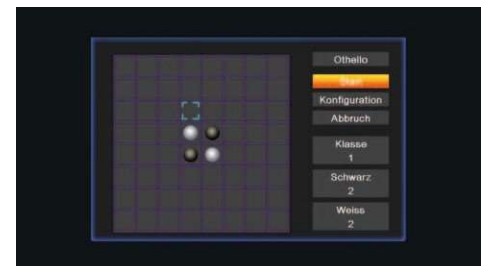 Othello
Start
Konfiguration
Abbruch
Klasse
1
Schwarz
2
Weiss
2